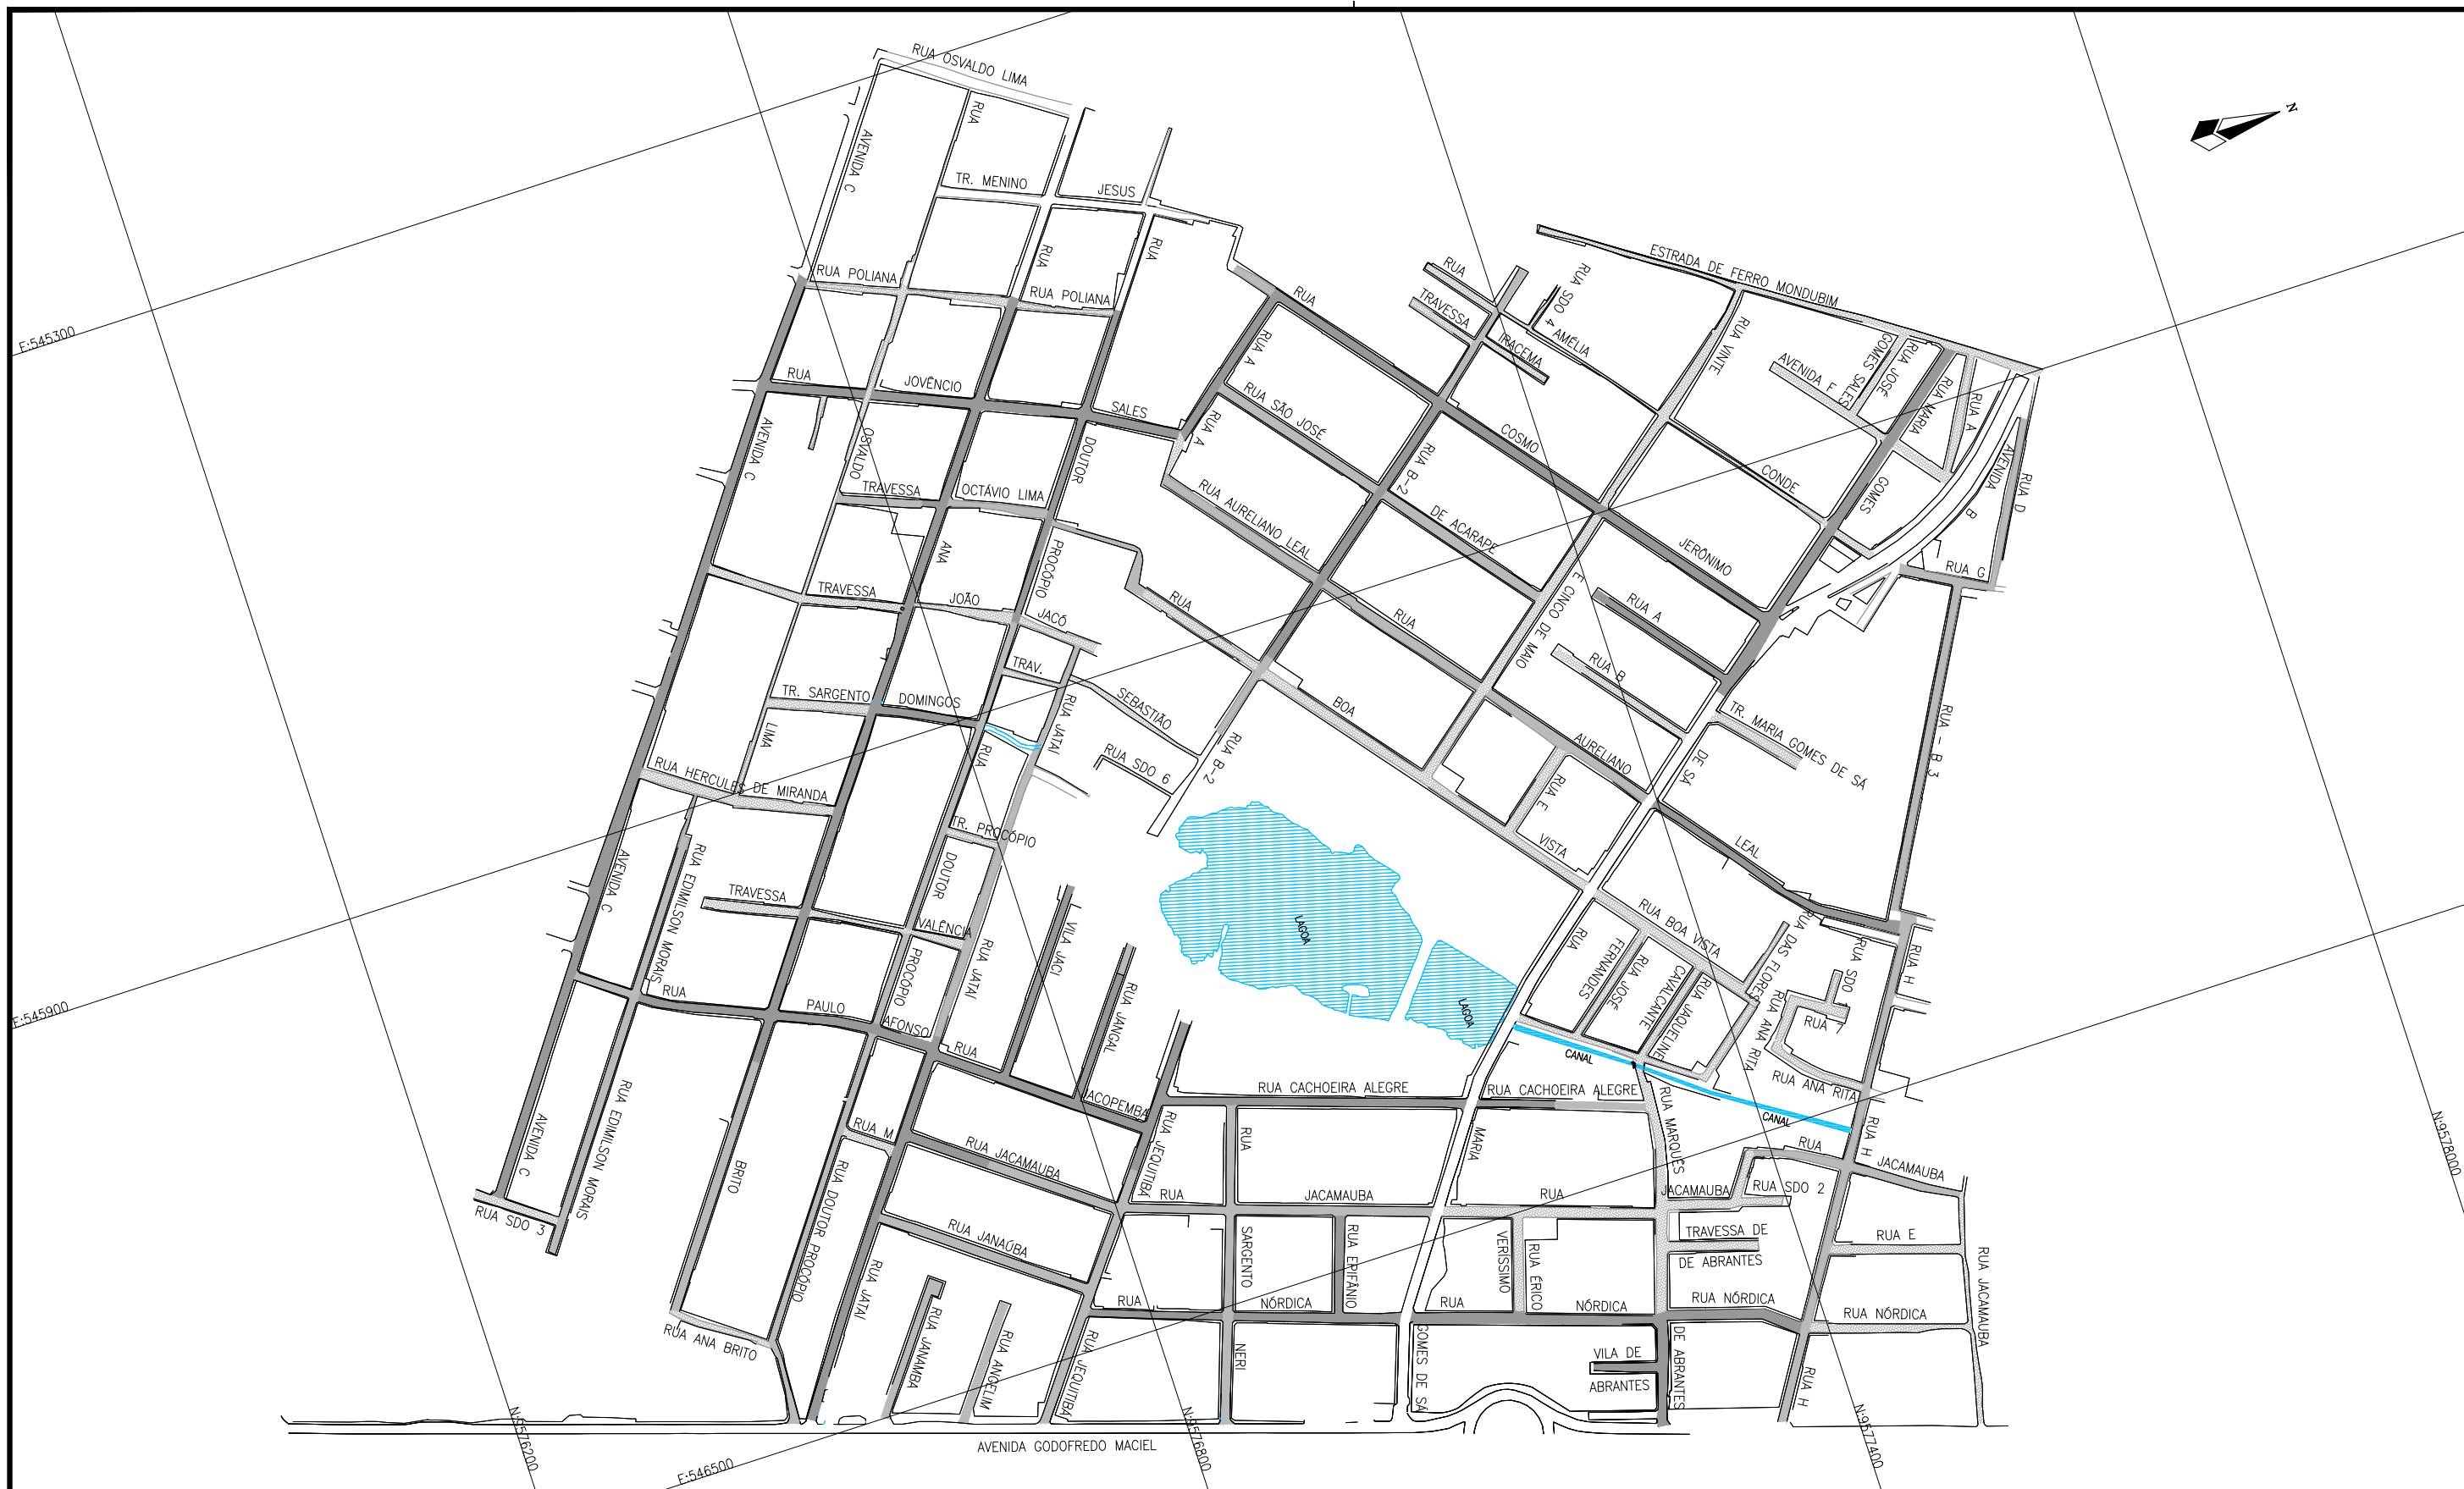 RUA OSVALDO LIMA
N
RUA
AVENIDA C
TR. MENINO
JESUS
RUA
RUA
RUA POLIANA
RUA POLIANA
RUA
ESTRADA DE FERRO MONDUBIM
RUA
RUA SDO 4
TRAVESSA
IRACEMA
AMÉLIA
RUA VINTE
E:545300
RUA A
AVENIDA F
GOMES SALES
RUA JOSÉ
RUA MARIA
RUA A
RUA
JOVÊNCIO
SALES
RUA A
RUA SÃO JOSÉ
COSMO
AVENIDA C
OSVALDO
DOUTOR
RUA B-2
CONDE
GOMES
AVENIDA
B
RUA D
TRAVESSA
OCTÁVIO LIMA
RUA AURELIANO LEAL
DE ACARAPE
JERÔNIMO
ANA
PROCÓPIO
RUA G
TRAVESSA
JOÃO
JACÓ
RUA
RUA
E CINCO DE MAIO
RUA A
RUA B
TRAV.
TR. SARGENTO
DOMINGOS
RUA JATAÍ
SEBASTIÃO
BOA
TR. MARIA GOMES DE SÁ
RUA - B 3
LIMA
RUA
RUA SDO 6
RUA B-2
AURELIANO
DE SÁ
RUA HERCULES DE MIRANDA
RUA E
TR. PROCÓPIO
VISTA
LEAL
AVENIDA C
RUA EDIMILSON MORAIS
TRAVESSA
DOUTOR
VALÊNCIA
VILA JACI
LAGOA
RUA BOA VISTA
RUA DAS FLORES
RUA
FERNANDES
RUA JOSÉ
CAVALCANTE
RUA JAQUELINE
RUA SDO 1
RUA H
RUA
PAULO
PROCÓPIO
AFONSO
RUA JATAÍ
RUA JANGAL
LAGOA
RUA 7
RUA ANA RITA
E:545900
RUA
CANAL
RUA ANA RITA
JACOPEMBA
RUA CACHOEIRA ALEGRE
RUA CACHOEIRA ALEGRE
CANAL
RUA MARQUÊS
RUA H
N:9578000
RUA EDIMILSON MORAIS
AVENIDA C
RUA M
RUA JACAMAUBA
RUA JEQUITIBA
RUA
MARIA
RUA
JACAMAUBA
BRITO
RUA DOUTOR PROCÓPIO
RUA
JACAMAUBA
RUA
JACAMAUBA
RUA SDO 2
RUA SDO 3
RUA JANAÚBA
SARGENTO
RUA EPIFÂNIO
VERÍSSIMO
RUA ÉRICO
TRAVESSA DE
DE ABRANTES
RUA E
RUA JACAMAUBA
RUA JATAI
RUA
NÓRDICA
RUA
NÓRDICA
RUA NÓRDICA
RUA NÓRDICA
RUA ANA BRITO
RUA JANAMBA
RUA ANGELIM
RUA JEQUITIBA
NERI
GOMES DE SÁ
VILA DE
ABRANTES
DE ABRANTES
RUA H
N:9576200
E:546500
AVENIDA GODOFREDO MACIEL
N:9576800
N:9577400